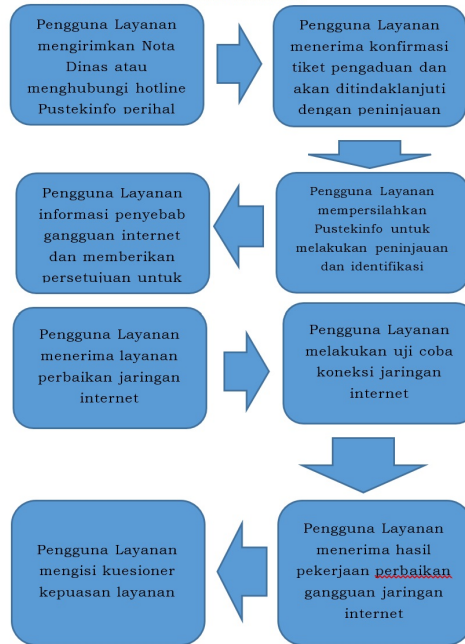 Pengguna Layanan
mengirimkan Nota
Dinas atau
menghubungi hotline
Pustekinfo perihal
Pengguna Layanan
menerima konfirmasi
tiket pengaduan dan
akan ditindaklanjuti
dengan peninjauan
Pengguna Layanan
mempersilahkan
Pustekinfo untuk
melakukan peninjauan
dan identifikasi
Pengguna Layanan
informasi penyebab
gangguan internet
dan memberikan
persetujuan untuk
Pengguna Layanan
menerima layanan
perbaikan jaringan
internet
Pengguna Layanan
melakukan uji coba
koneksi jaringan
internet
Pengguna Layanan
menerima hasil
pekerjaan perbaikan
gangguan jaringan
internet
Pengguna Layanan
mengisi kuesioner
kepuasan layanan